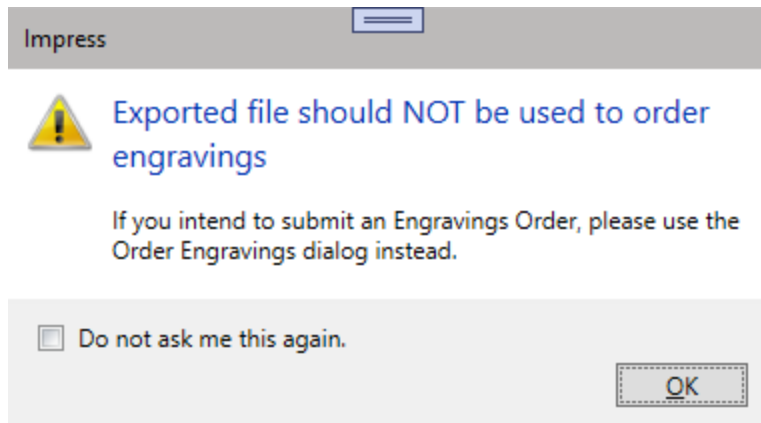 Impress
Exported file should NOT be used to order
engravings
If you intend to submit an Engravings Order, please use the
Order Engravings dialog instead.
Do not ask me this again.
OK